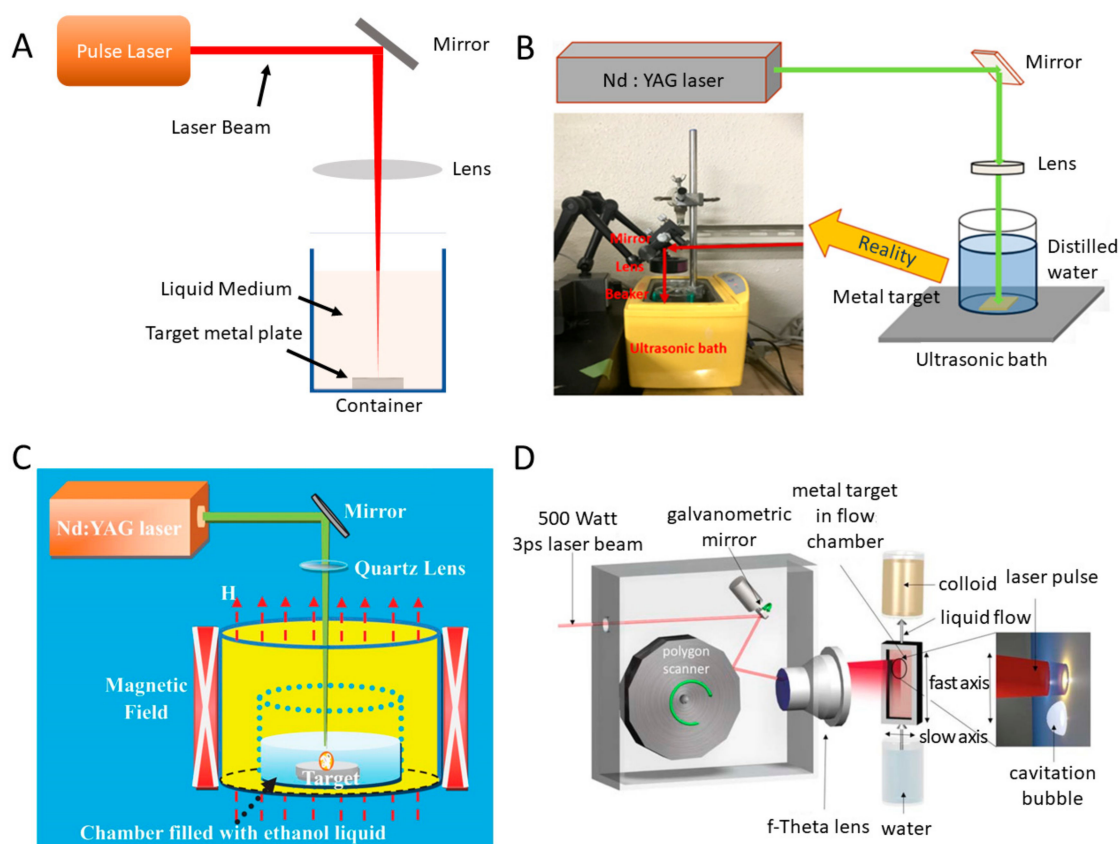 A
Pulse Laser
Mirror
Laser Beam
Lens
Liquid Medium
Target metal plate
Container
B
Nd : YAG laser
Mirror
Lens
Distilled
water
Reality
Metal target
Ultrasonic bath
Mirror
Lens
Beaker
Ultrasonic bath
C
Nd:YAG laser
Mirror
Quartz Lens
H
Magnetic
Field
Target
Chamber filled with ethanol liquid
D
500 Watt
3ps laser beam
galvanometric
mirror
metal target
in flow
chamber
colloid
laser pulse
liquid flow
polygon
scanner
fast axis
slow axis
cavitation
bubble
f-Theta lens
water